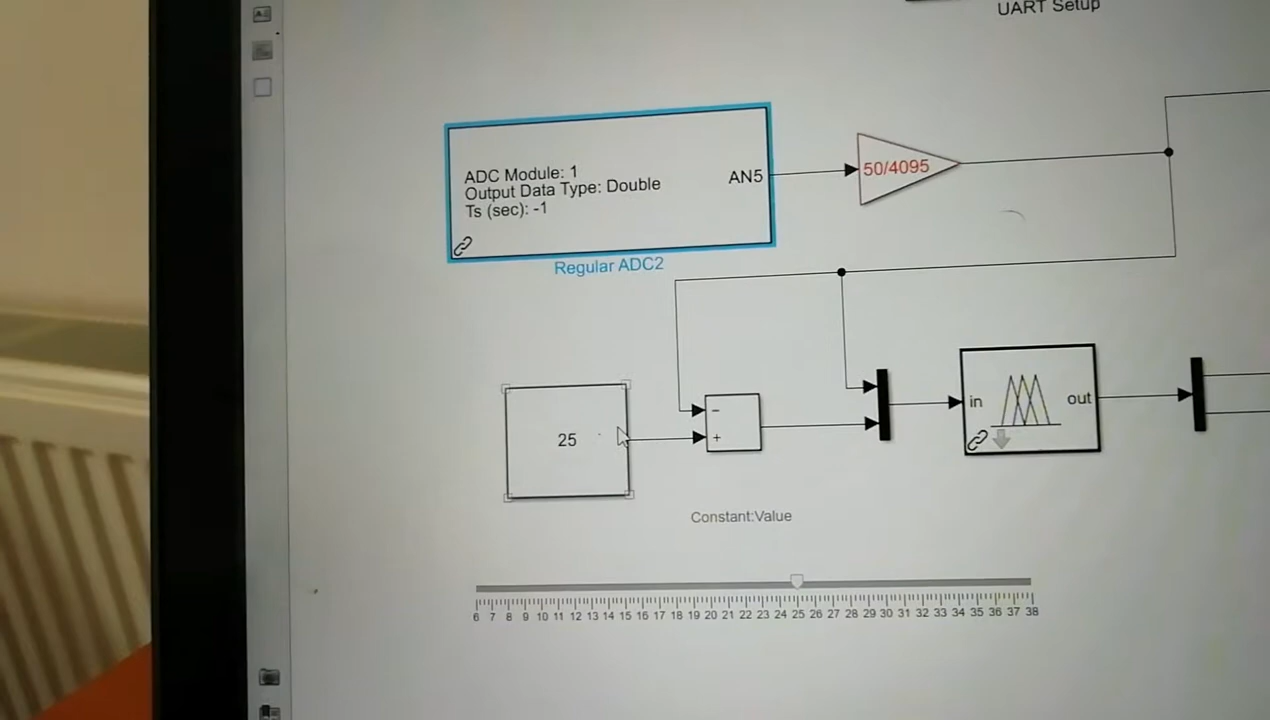 UART Setup
ADC Module: 1
Output Data Type: Double
Ts (sec): -1
AN5
50/4095
Regular ADC2
25
−
+
in
out
Constant:Value
6 7 8 9 10 11 12 13 14 15 16 17 18 19 20 21 22 23 24 25 26 27 28 29 30 31 32 33 34 35 36 37 38